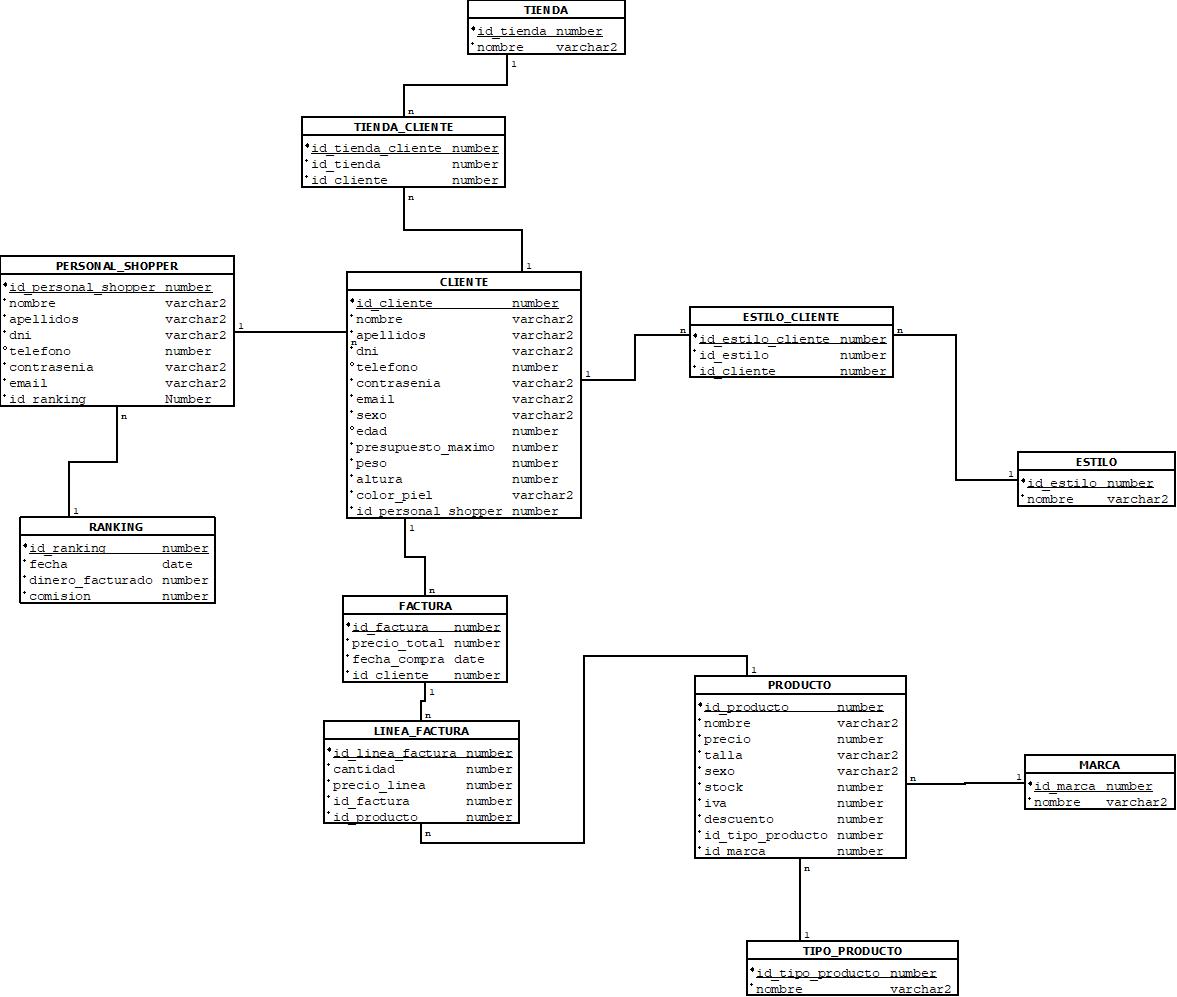 TIENDA
id_tienda number
nombre varchar2
1
n
TIENDA_CLIENTE
id_tienda_cliente number
id_tienda number
id_cliente number
n
1
PERSONAL_SHOPPER
id_personal_shopper number
nombre varchar2
apellidos varchar2
dni varchar2
telefono number
contrasenia varchar2
email varchar2
id_ranking Number
1
n
n
CLIENTE
id_cliente number
nombre varchar2
apellidos varchar2
dni varchar2
telefono number
contrasenia varchar2
email varchar2
sexo varchar2
edad number
presupuesto_maximo number
peso number
altura number
color_piel varchar2
id_personal_shopper number
1
n
ESTILO_CLIENTE
id_estilo_cliente number
id_estilo number
id_cliente number
n
1
ESTILO
id_estilo number
nombre varchar2
1
RANKING
id_ranking number
fecha date
dinero_facturado number
comision number
1
n
FACTURA
id_factura number
precio_total number
fecha_compra date
id_cliente number
1
n
LINEA_FACTURA
id_linea_factura number
cantidad number
precio_linea number
id_factura number
id_producto number
n
1
PRODUCTO
id_producto number
nombre varchar2
precio number
talla varchar2
sexo varchar2
stock number
iva number
descuento number
id_tipo_producto number
id_marca number
n
1
MARCA
id_marca number
nombre varchar2
n
1
TIPO_PRODUCTO
id_tipo_producto number
nombre varchar2